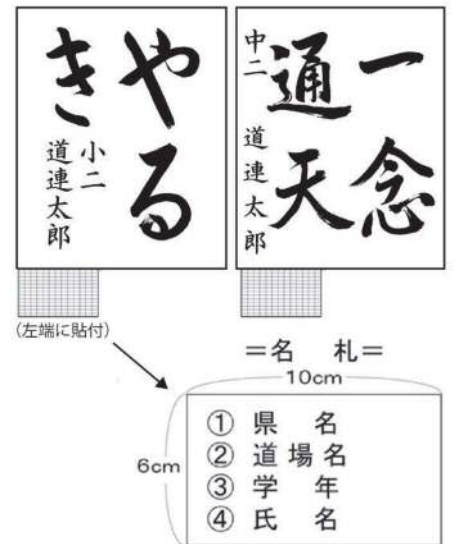 やる
き
小二
道連太郎
一念
通天
中二
道連太郎
(左端に貼付)
=名 札=
10cm
6cm
① 県 名
② 道場名
③ 学 年
④ 氏 名